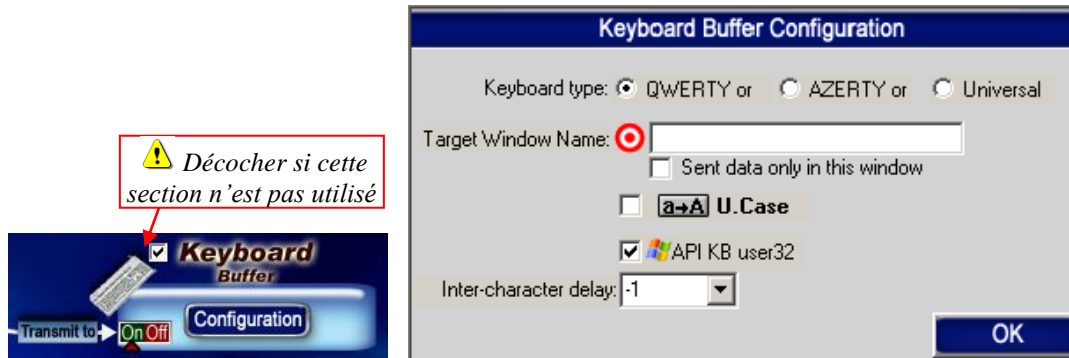 Décocher si cette
section n'est pas utilisé
Keyboard
Buffer
Configuration
Transmit to
On Off
Keyboard Buffer Configuration
Keyboard type: QWERTY or AZERTY or Universal
Target Window Name:
Sent data only in this window
a→A U.Case
API KB user32
Inter-character delay: -1
OK